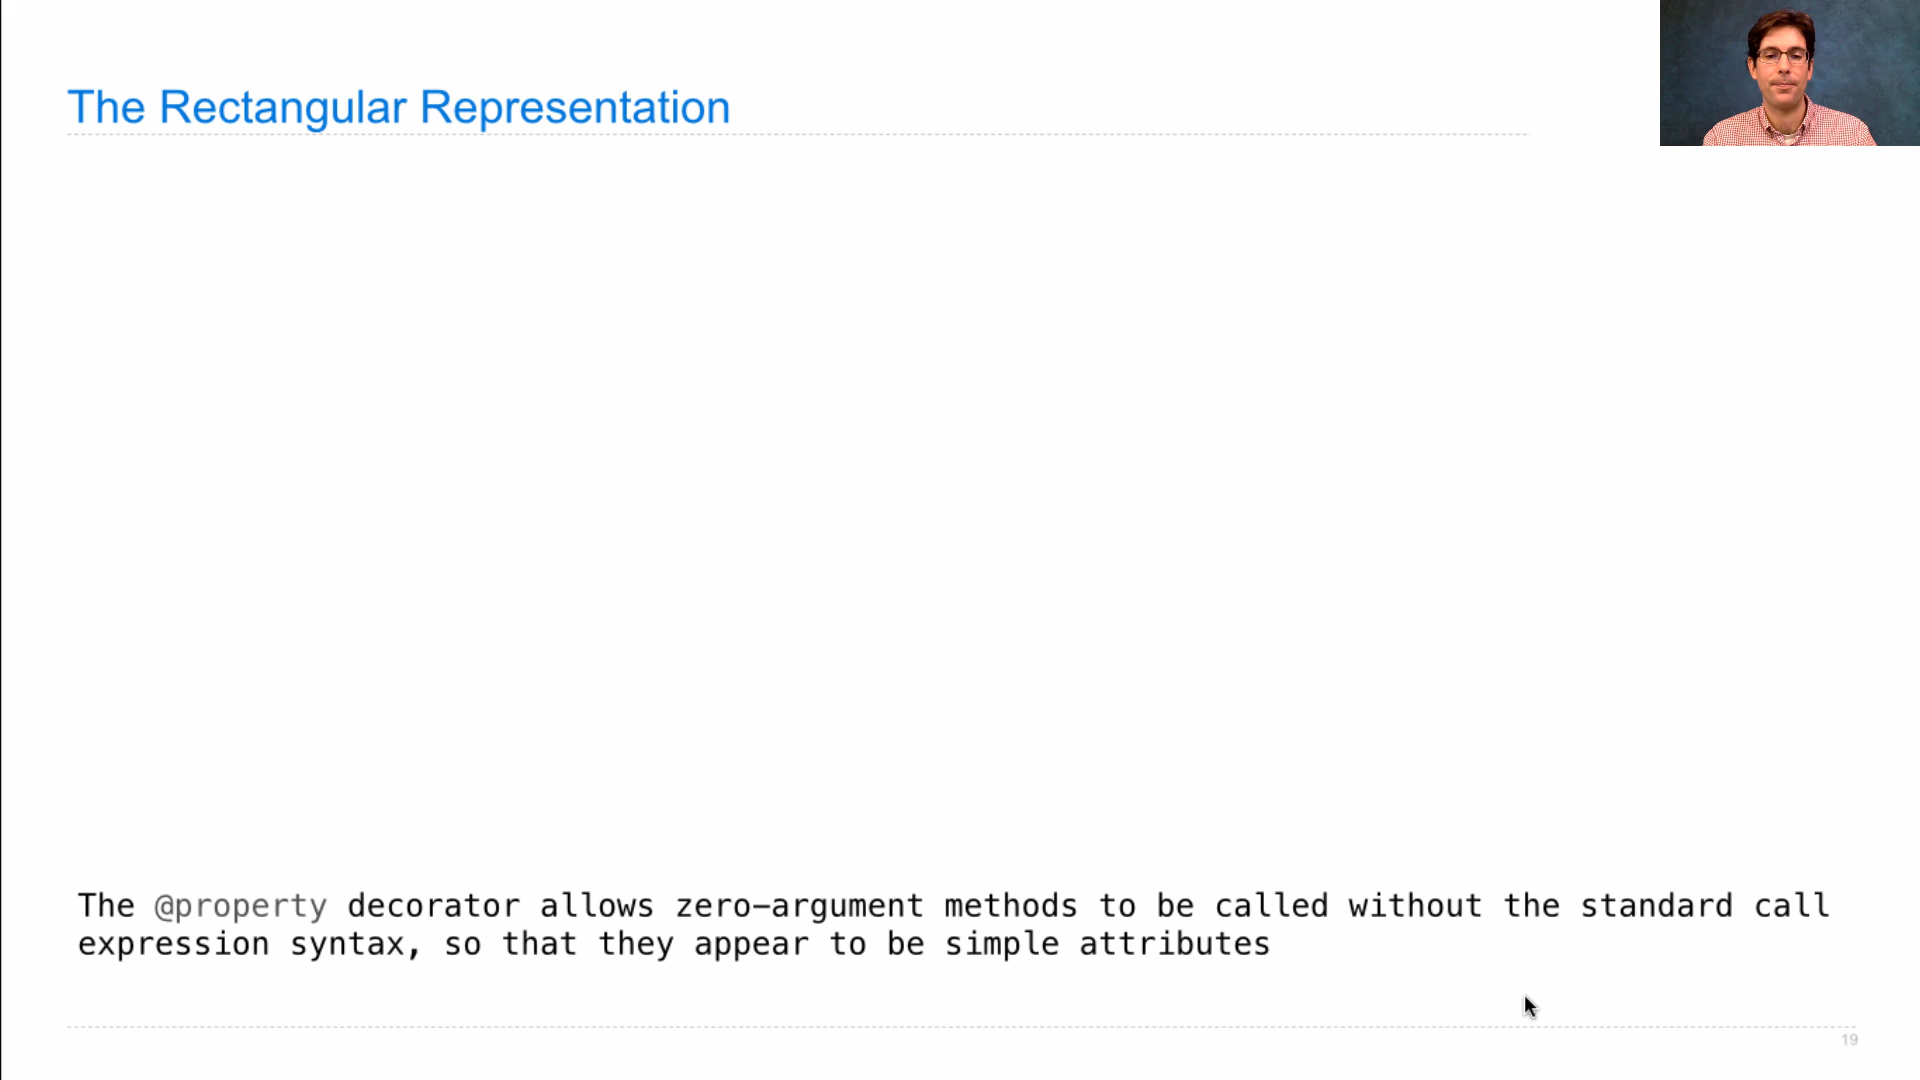 The Rectangular Representation
The @property decorator allows zero-argument methods to be called without the standard call
expression syntax, so that they appear to be simple attributes
19